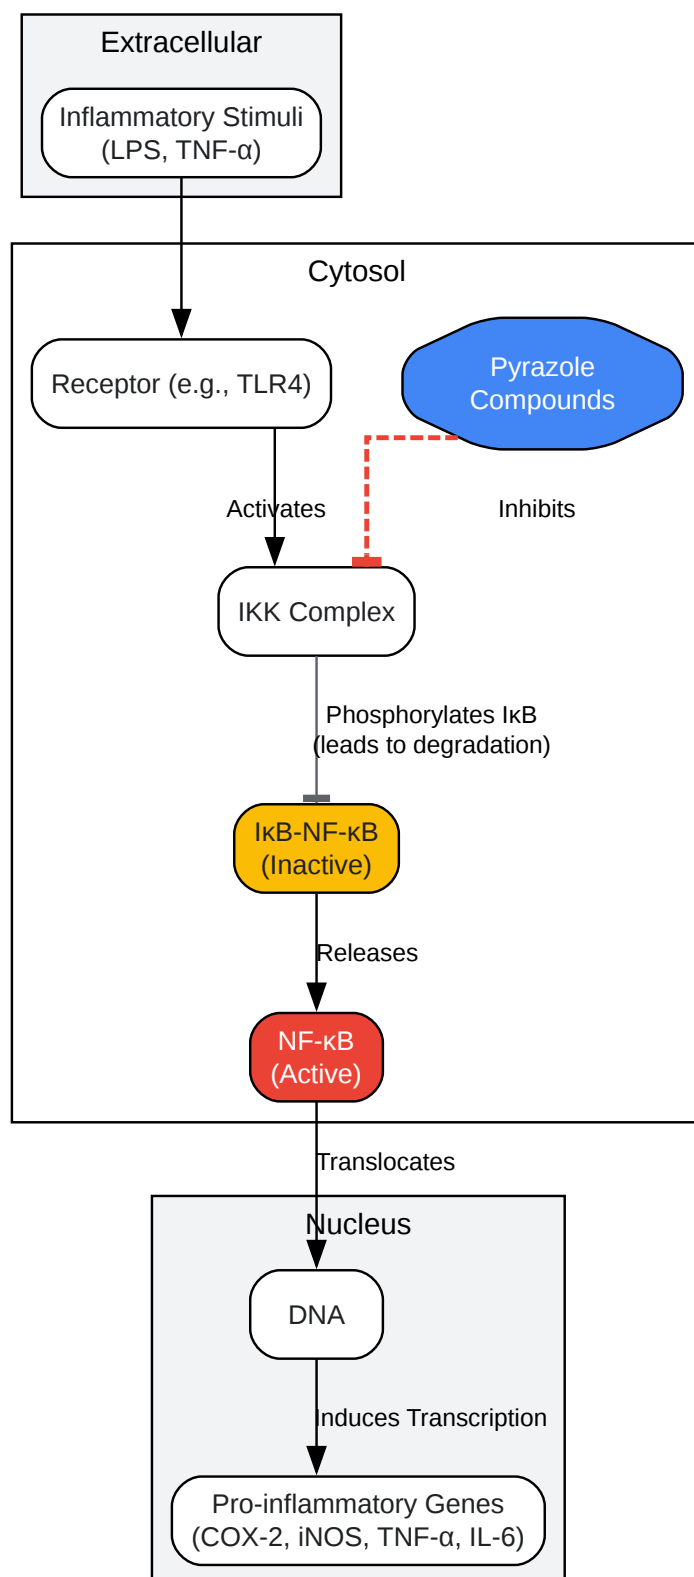 Extracellular
Inflammatory Stimuli
(LPS, TNF-α)
Cytosol
Receptor (e.g., TLR4)
Pyrazole
Compounds
Activates
Inhibits
IKK Complex
Phosphorylates IκB
(leads to degradation)
IκB-NF-κB
(Inactive)
Releases
NF-κB
(Active)
Translocates
Nucleus
DNA
Induces Transcription
Pro-inflammatory Genes
(COX-2, iNOS, TNF-α, IL-6)